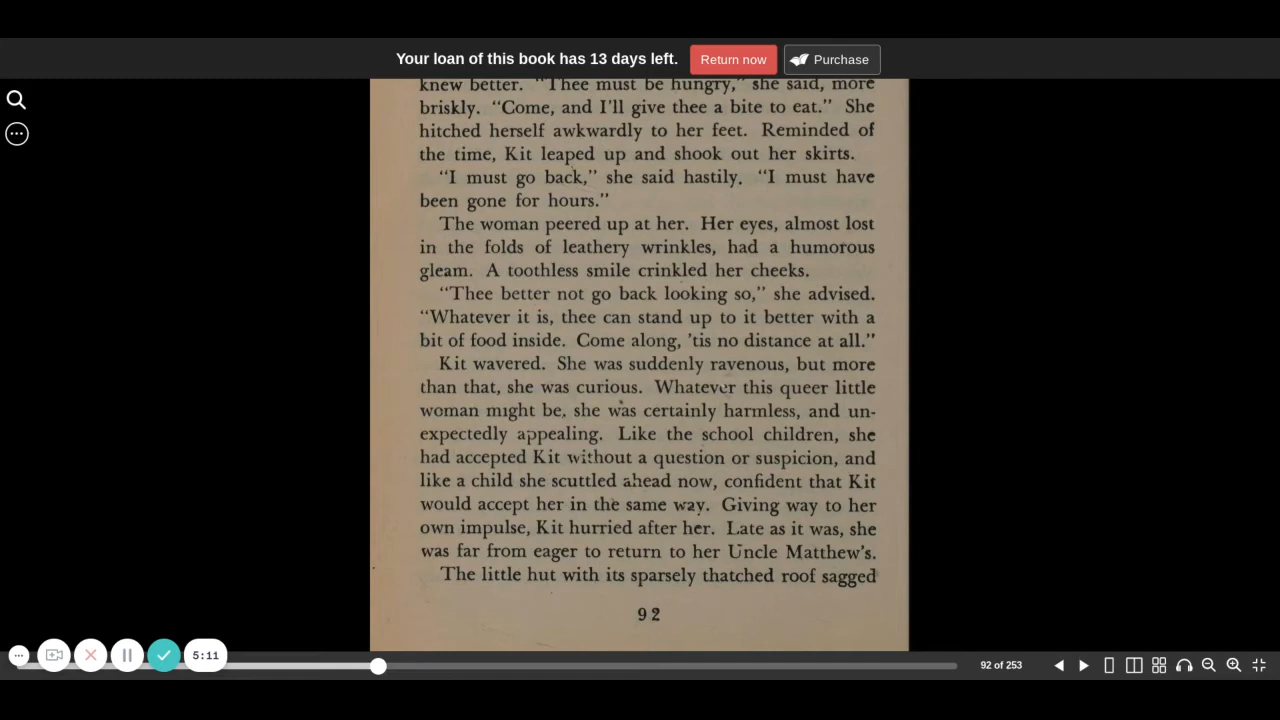 Your loan of this book has 13 days left.
Return now
Purchase
knew better. "Thee must be hungry," she said, more
briskly. "Come, and I'll give thee a bite to eat." She
hitched herself awkwardly to her feet. Reminded of
the time, Kit leaped up and shook out her skirts.
"I must go back," she said hastily. "I must have
been gone for hours."
The woman peered up at her. Her eyes, almost lost
in the folds of leathery wrinkles, had a humorous
gleam. A toothless smile crinkled her cheeks.
"Thee better not go back looking so," she advised.
"Whatever it is, thee can stand up to it better with a
bit of food inside. Come along, 'tis no distance at all."
Kit wavered. She was suddenly ravenous, but more
than that, she was curious. Whatever this queer little
woman might be, she was certainly harmless, and un-
expectedly appealing. Like the school children, she
had accepted Kit without a question or suspicion, and
like a child she scuttled ahead now, confident that Kit
would accept her in the same way. Giving way to her
own impulse, Kit hurried after her. Late as it was, she
was far from eager to return to her Uncle Matthew's.
The little hut with its sparsely thatched roof sagged
92
5:11
92 of 253